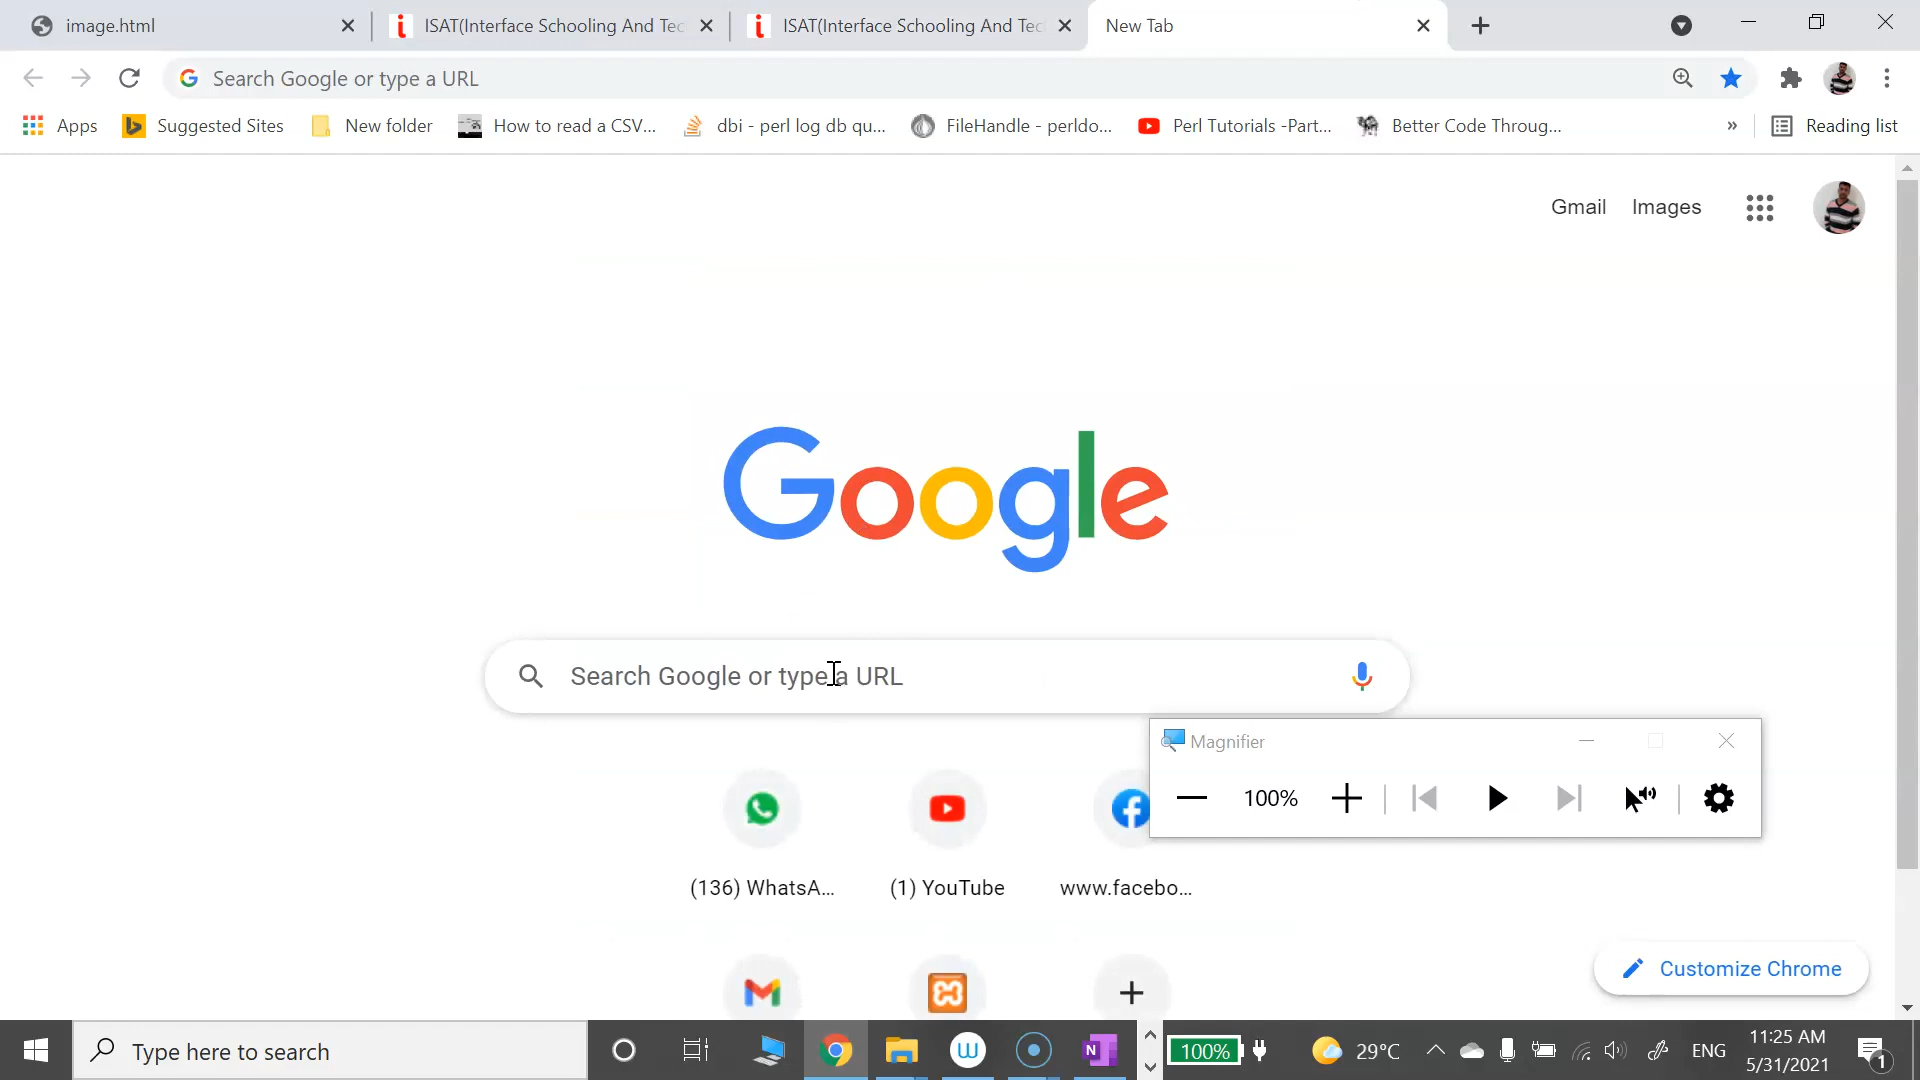 image.html
ISAT(Interface Schooling And Tec
ISAT(Interface Schooling And Tec
New Tab
Search Google or type a URL
Apps
Suggested Sites
New folder
How to read a CSV...
dbi - perl log db qu...
FileHandle - perldo...
Perl Tutorials -Part...
Better Code Throug...
»
Reading list
Gmail
Images
Google
Search Google or type a URL
Magnifier
100%
(136) WhatsA...
(1) YouTube
www.facebo...
Customize Chrome
Type here to search
100%
29°C
ENG
11:25 AM
5/31/2021
1